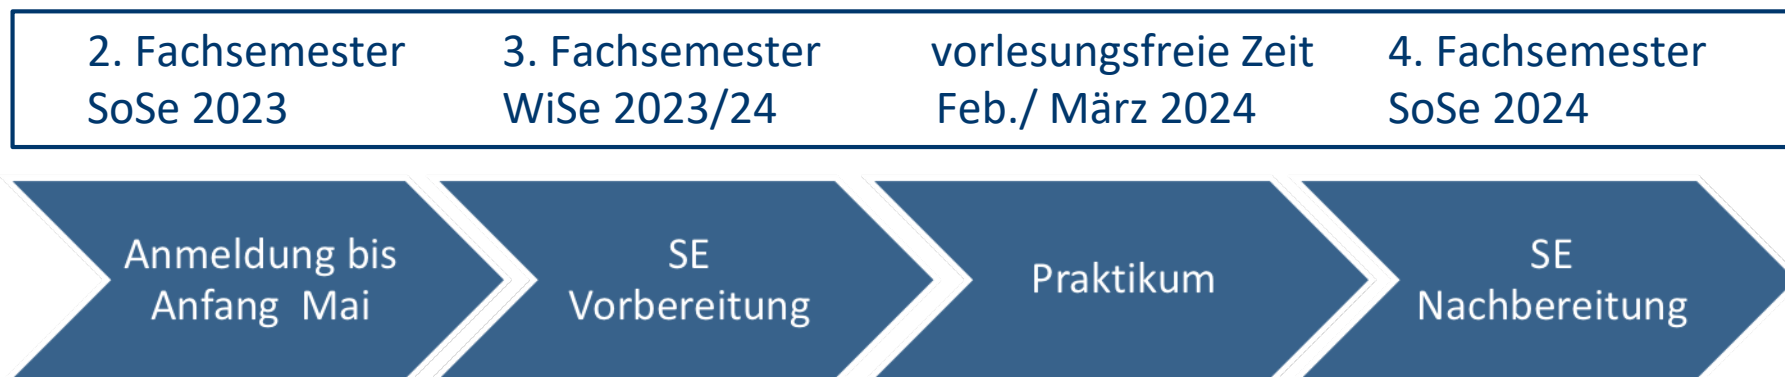 2. Fachsemester
SoSe 2023
3. Fachsemester
WiSe 2023/24
vorlesungsfreie Zeit
Feb./ März 2024
4. Fachsemester
SoSe 2024
Anmeldung bis
Anfang Mai
SE
Vorbereitung
Praktikum
SE
Nachbereitung